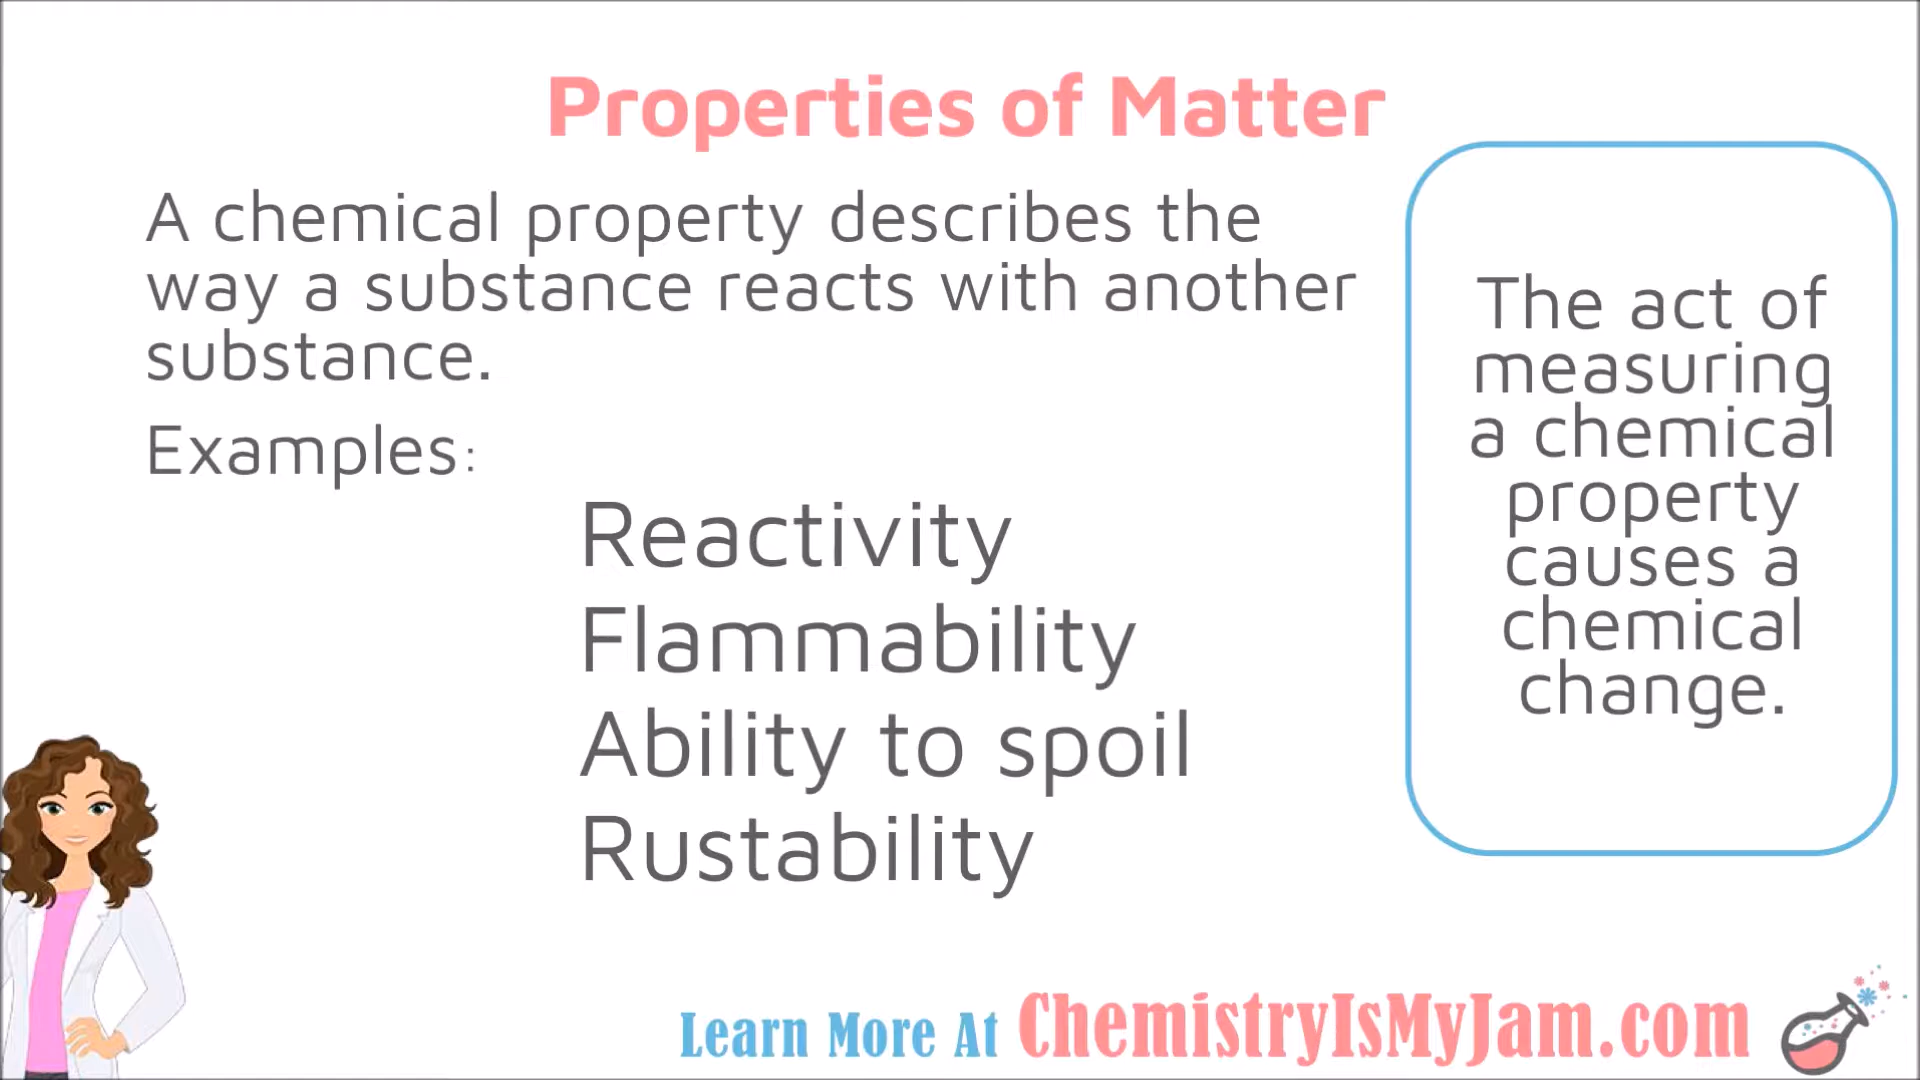 Properties of Matter
A chemical property describes the
way a substance reacts with another
substance.
Examples:
Reactivity
Flammability
Ability to spoil
Rustability
The act of
measuring
a chemical
property
causes a
chemical
change.
Learn More At ChemistryIsMyJam.com